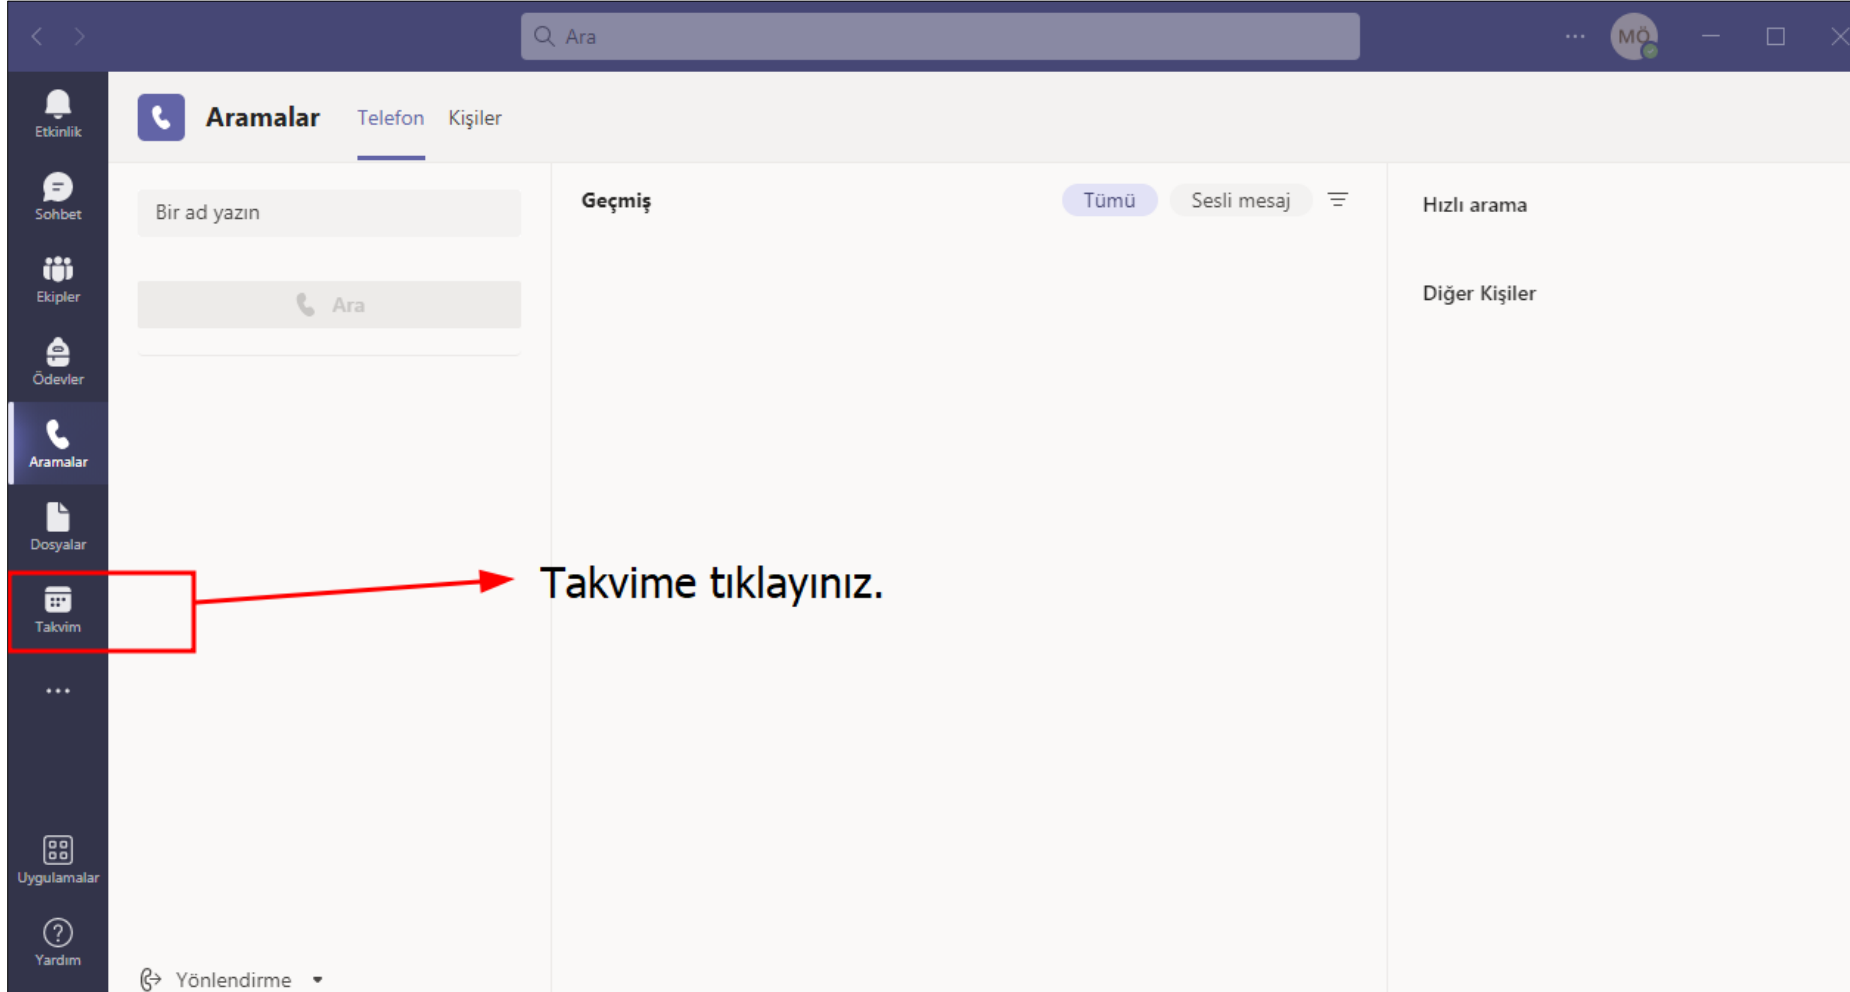 Ara
MÖ
Etkinlik
Sohbet
Ekipler
Ödevler
Aramalar
Dosyalar
Takvim
Uygulamalar
Yardım
Aramalar Telefon Kişiler
Bir ad yazın
Ara
Yönlendirme
Geçmiş Tümü Sesli mesaj
Takvime tıklayınız.
Hızlı arama
Diğer Kişiler